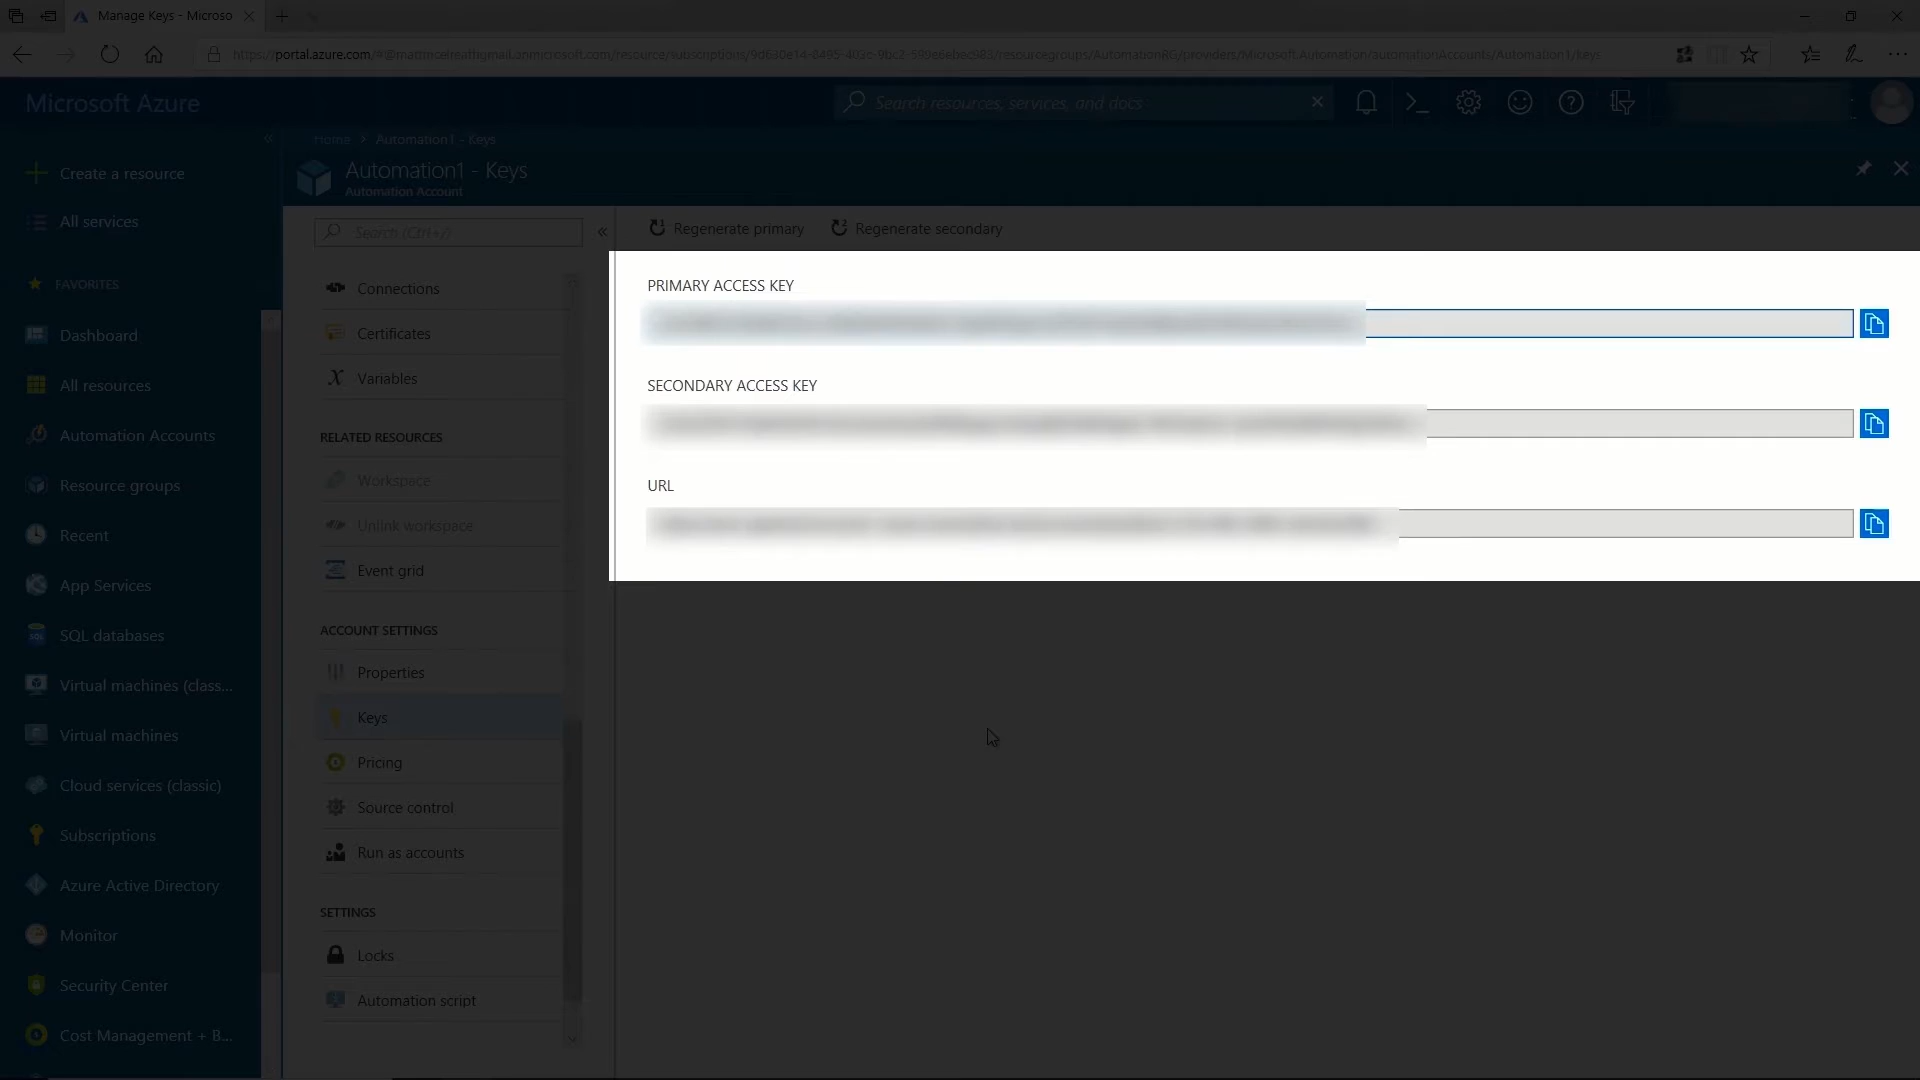 Manage Keys - Microso
portal.azure.com
Microsoft Azure
Search resources, services, and docs
Home > Automation1 - Keys
Automation1 - Keys
Automation Account
Create a resource
All services
FAVORITES
Dashboard
All resources
Automation Accounts
Resource groups
Recent
App Services
SQL databases
Virtual machines (class...
Virtual machines
Cloud services (classic)
Subscriptions
Azure Active Directory
Monitor
Security Center
Cost Management + B...
Search (Ctrl+/)
Connections
Certificates
Variables
RELATED RESOURCES
Workspace
Unlink workspace
Event grid
ACCOUNT SETTINGS
Properties
Keys
Pricing
Source control
Run as accounts
SETTINGS
Locks
Automation script
Regenerate primary
Regenerate secondary
PRIMARY ACCESS KEY
SECONDARY ACCESS KEY
URL